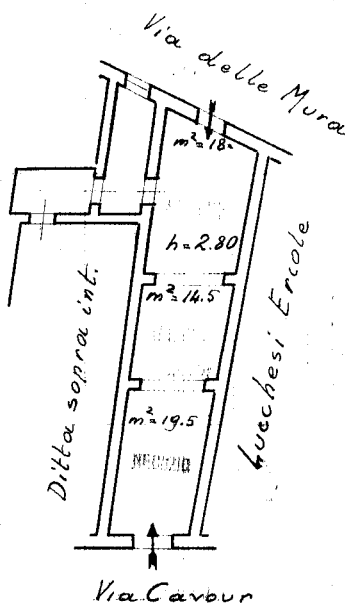 Via delle Mura
m²=18=
h=2.80
m²=14.5
Ditta sopra int.
Lucchesi Ercole
m²=19.5
NEGOZIO
Via Cavour